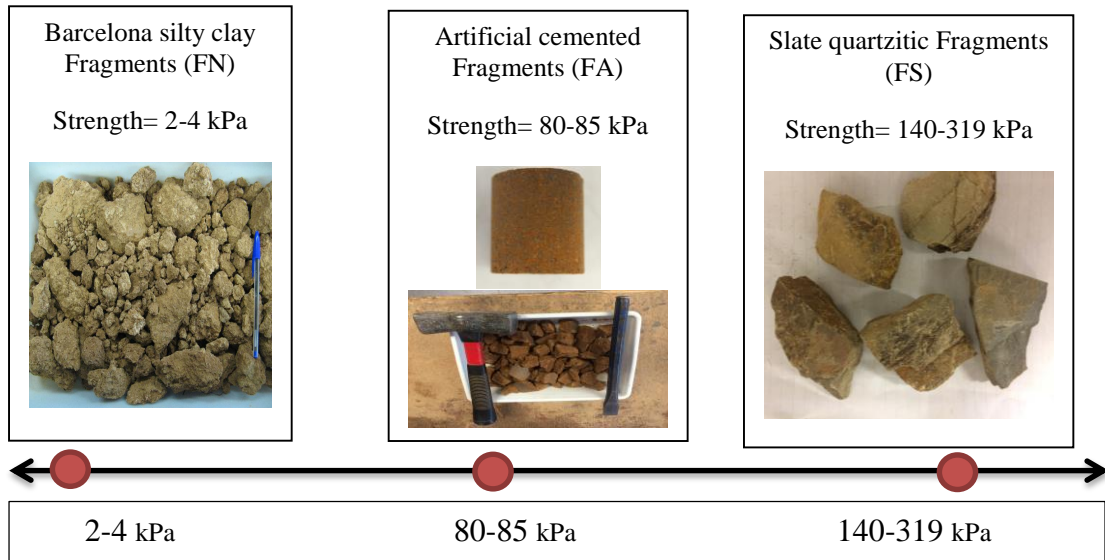 Barcelona silty clay
Fragments (FN)
Strength= 2-4 kPa
Artificial cemented
Fragments (FA)
Strength= 80-85 kPa
Slate quartzitic Fragments
(FS)
Strength= 140-319 kPa
2-4 kPa
80-85 kPa
140-319 kPa